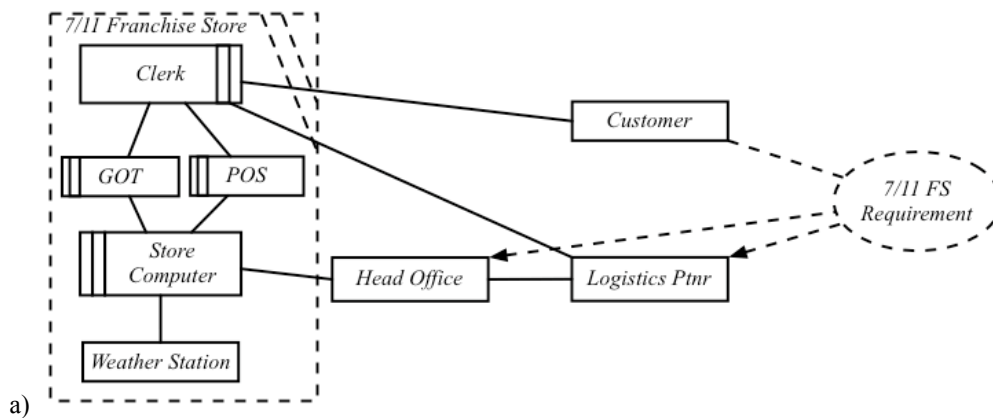 7/11 Franchise Store
Clerk
Customer
GOT
POS
7/11 FS
Requirement
Store
Computer
Head Office
Logistics Ptnr
Weather Station
a)